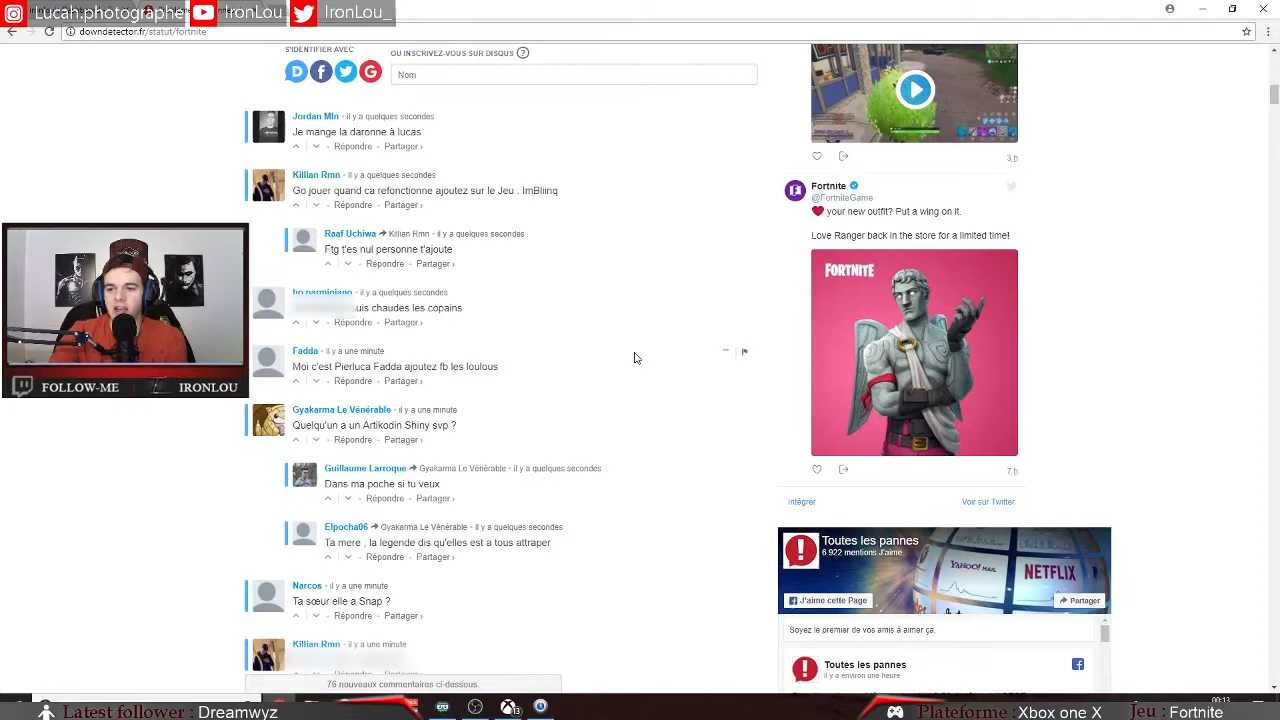 Lucah.photographe IronLou IronLou_
downdetector.fr/statut/fortnite
S'IDENTIFIER AVEC
OU INSCRIVEZ-VOUS SUR DISQUS ?
Nom
Jordan Mln - il y a quelques secondes
Je mange la daronne à lucas
Répondre - Partager ›
Killian Rmn - il y a quelques secondes
Go jouer quand ca refonctionne ajoutez sur le Jeu : ImBliinq
Répondre - Partager ›
Raaf Uchiwa Killian Rmn - il y a quelques secondes
Ftg t'es nul personne t'ajoute
Répondre - Partager ›
ho parmigiano - il y a quelques secondes
suis chaudes les copains
Répondre - Partager ›
Fadda - il y a une minute
Moi c'est Pierluca Fadda ajoutez fb les loulous
Répondre - Partager ›
Gyakarma Le Vénérable - il y a une minute
Quelqu'un a un Artikodin Shiny svp ?
Répondre - Partager ›
Guillaume Larroque Gyakarma Le Vénérable - il y a quelques secondes
Dans ma poche si tu veux
Répondre - Partager ›
Elpocha06 Gyakarma Le Vénérable - il y a quelques secondes
Ta mere , la legende dis qu'elles est a tous attraper
Répondre - Partager ›
Narcos - il y a une minute
Ta sœur elle a Snap ?
Répondre - Partager ›
Killian Rmn - il y a une minute
76 nouveaux commentaires ci-dessous.
FOLLOW-ME IRONLOU
3 h
Fortnite
@FortniteGame
❤ your new outfit? Put a wing on it.
Love Ranger back in the store for a limited time!
FORTNITE
7 h
Intégrer Voir sur Twitter
Toutes les pannes
6 922 mentions J'aime
YAHOO! MAIL
NETFLIX
J'aime cette Page Partager
Soyez le premier de vos amis à aimer ça.
Toutes les pannes
il y a environ une heure
Latest follower : Dreamwyz
13
Plateforme : Xbox one X Jeu : Fortnite